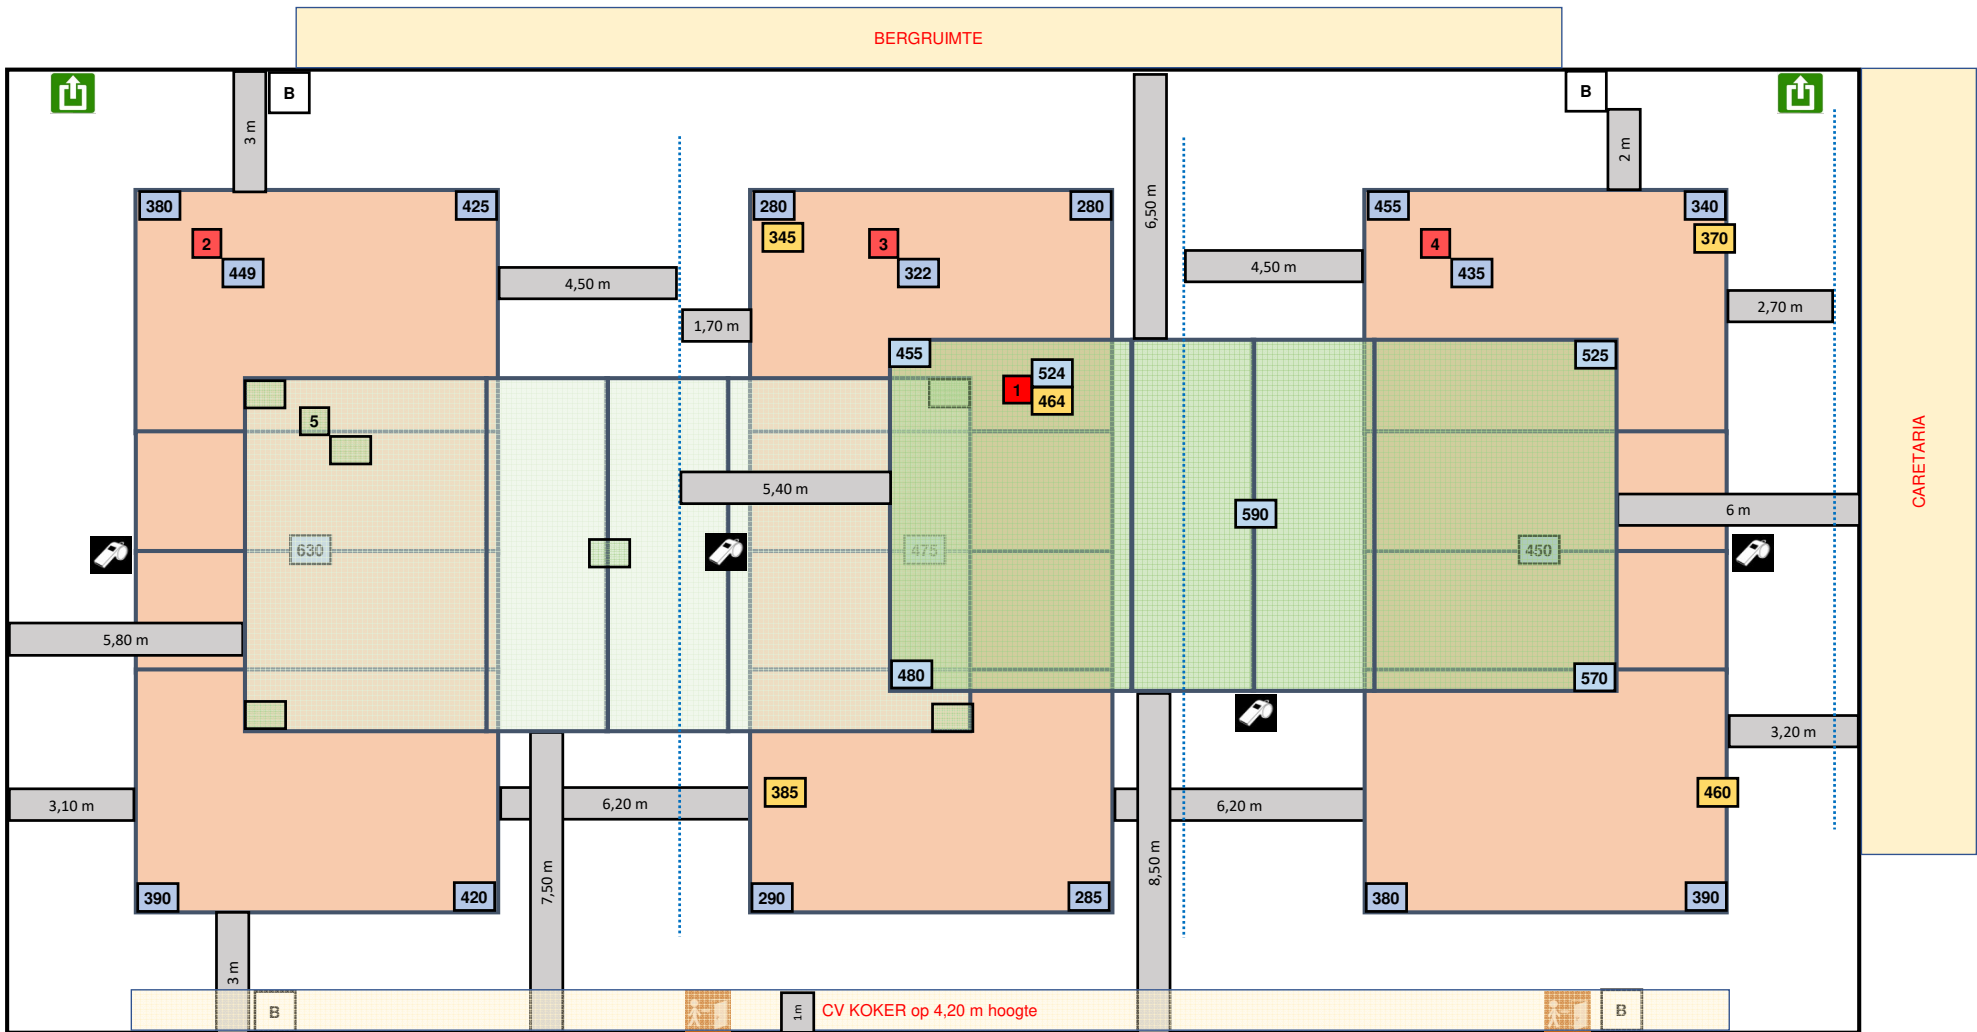 BERGRUIMTE
B
B
3 m
2 m
6,50 m
380
425
280
280
455
340
345
370
2
449
3
322
4
435
4,50 m
4,50 m
1,70 m
2,70 m
455
525
1
524
464
5
5,40 m
590
6 m
CARETARIA
630
475
450
5,80 m
480
570
3,20 m
3,10 m
6,20 m
385
6,20 m
460
7,50 m
8,50 m
390
420
290
285
380
390
3 m
B
1m
CV KOKER op 4,20 m hoogte
B